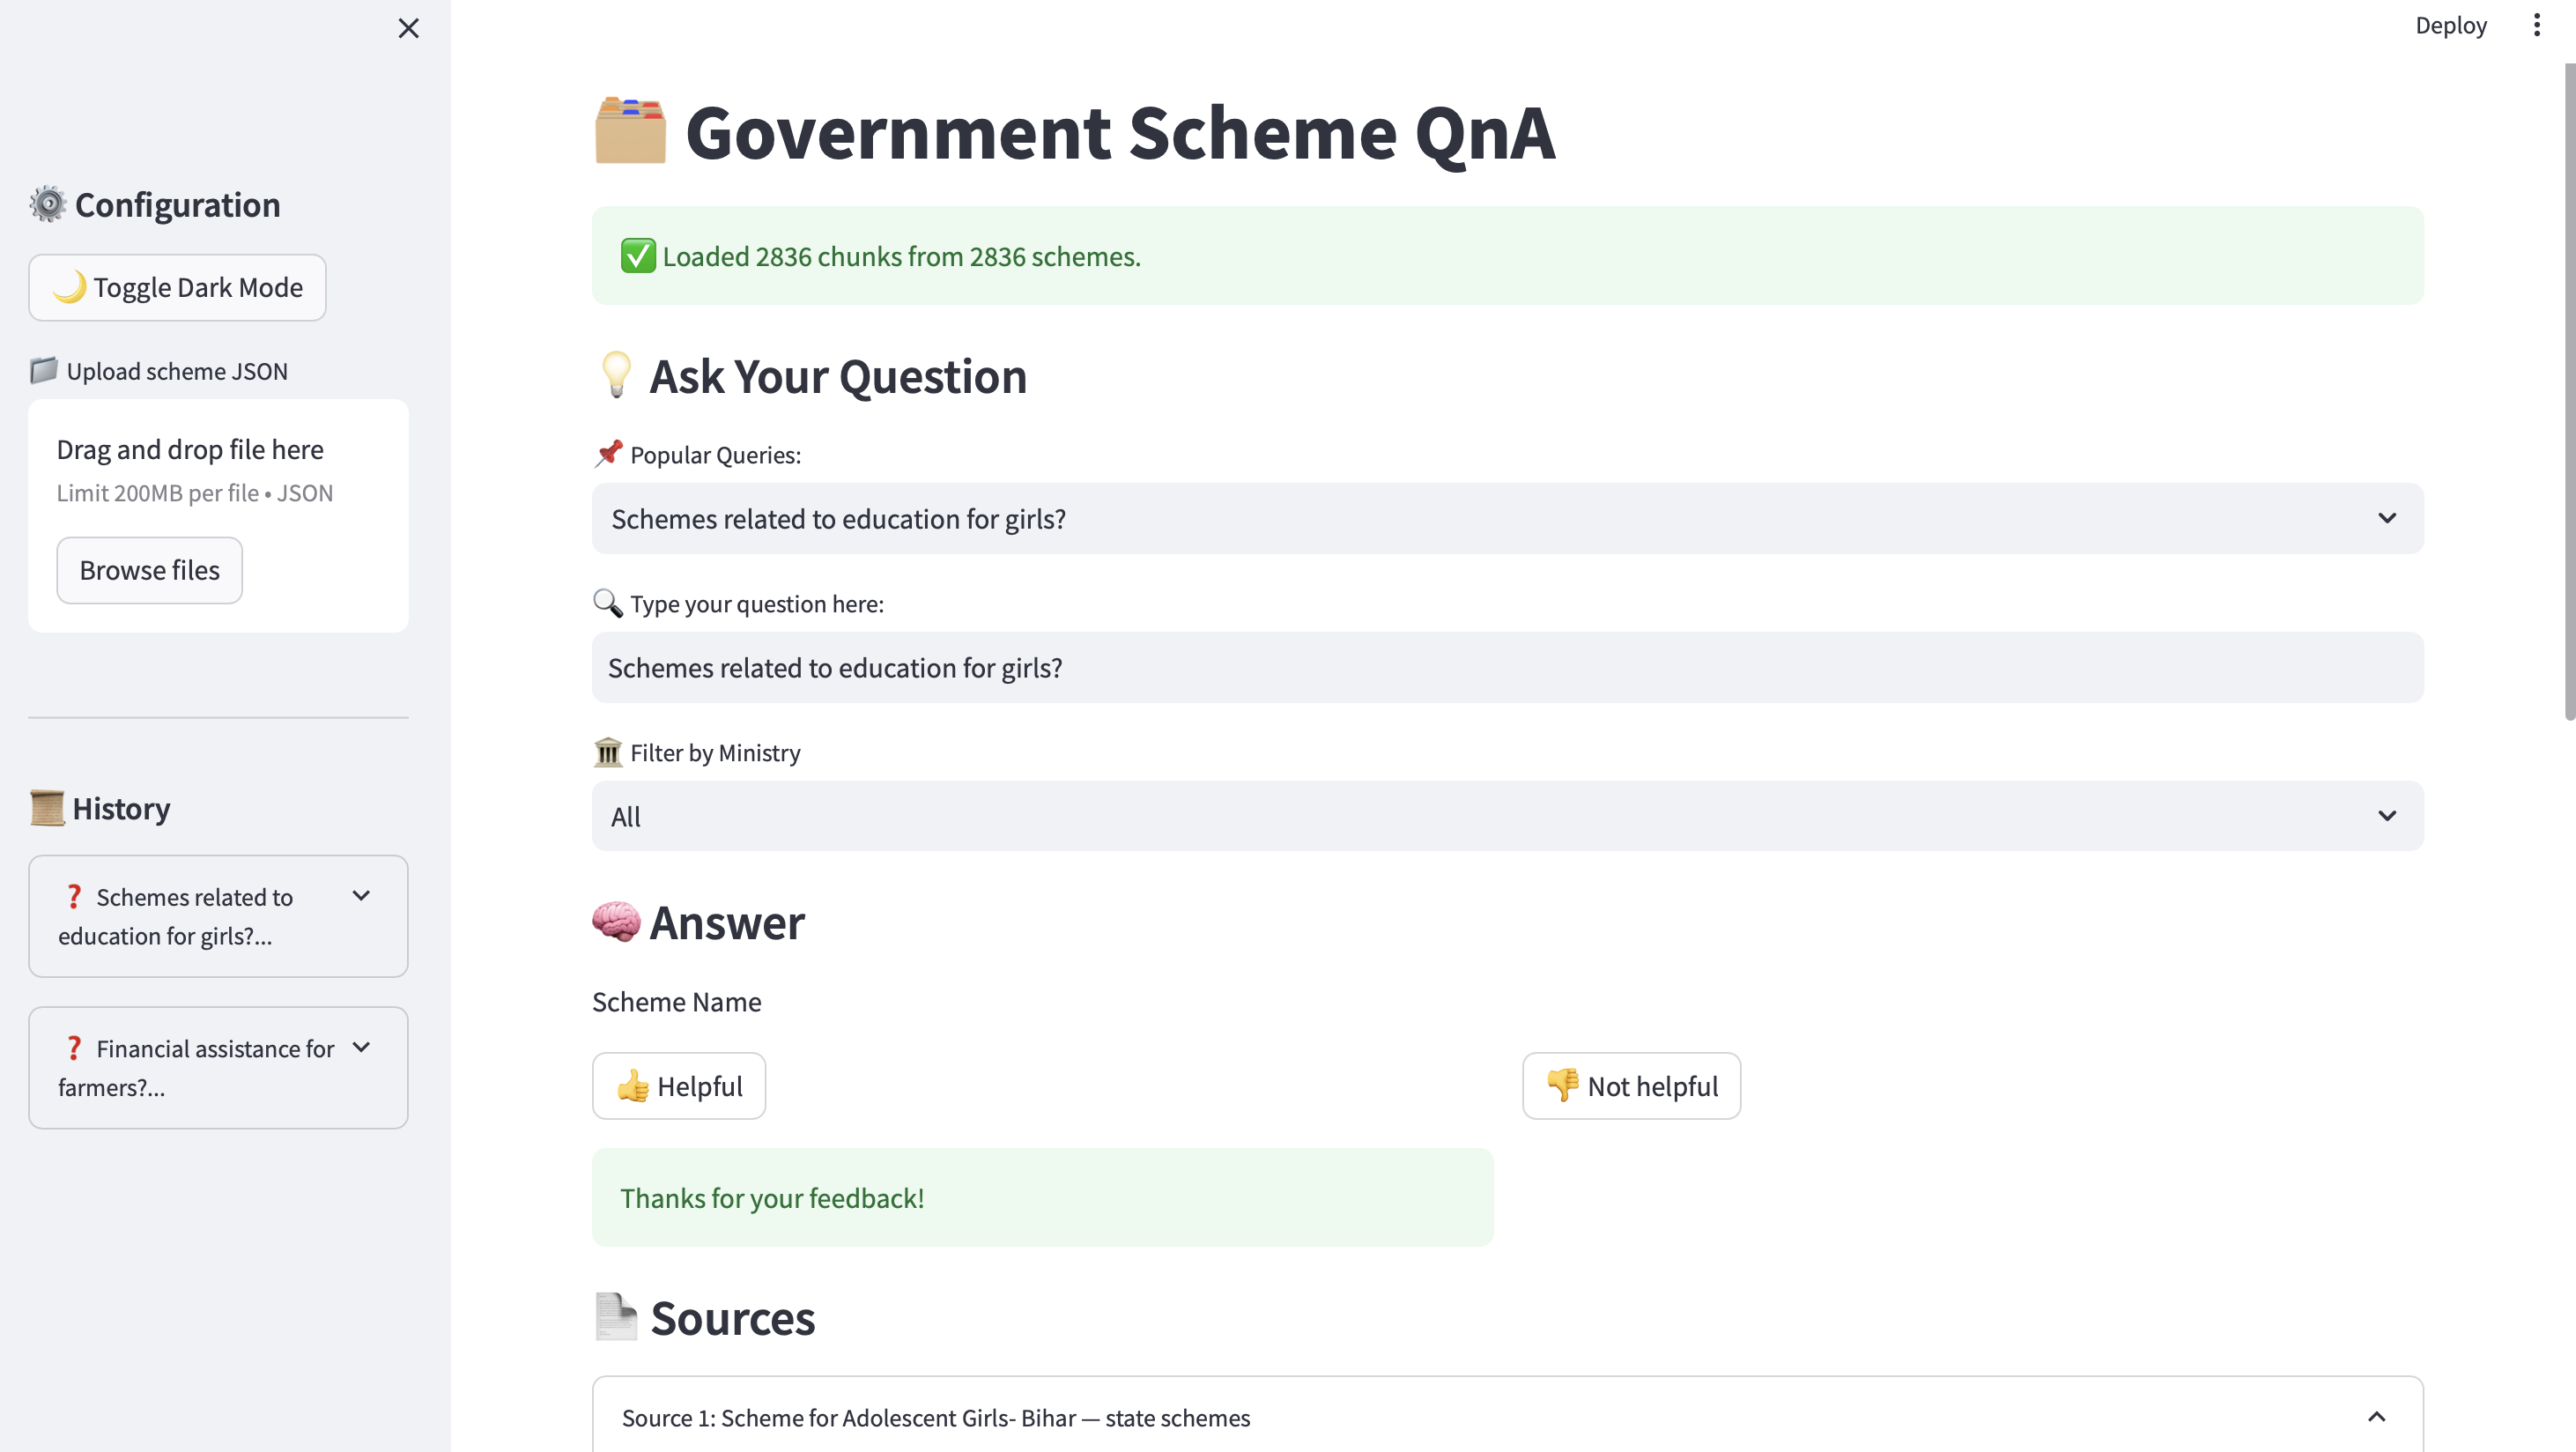 Deploy
Configuration
Toggle Dark Mode
Upload scheme JSON
Drag and drop file here
Limit 200MB per file • JSON
Browse files
History
Schemes related to
education for girls?...
Financial assistance for
farmers?...
Government Scheme QnA
Loaded 2836 chunks from 2836 schemes.
Ask Your Question
Popular Queries:
Schemes related to education for girls?
Type your question here:
Schemes related to education for girls?
Filter by Ministry
All
Answer
Scheme Name
Helpful
Not helpful
Thanks for your feedback!
Sources
Source 1: Scheme for Adolescent Girls- Bihar — state schemes